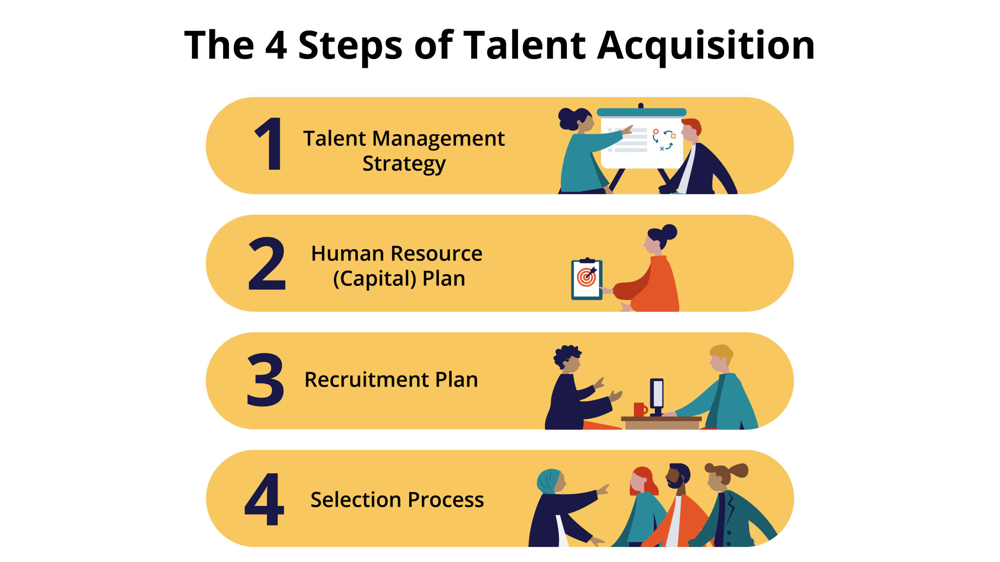 The 4 Steps of Talent Acquisition
1
Talent Management
Strategy
2
Human Resource
(Capital) Plan
3
Recruitment Plan
4
Selection Process